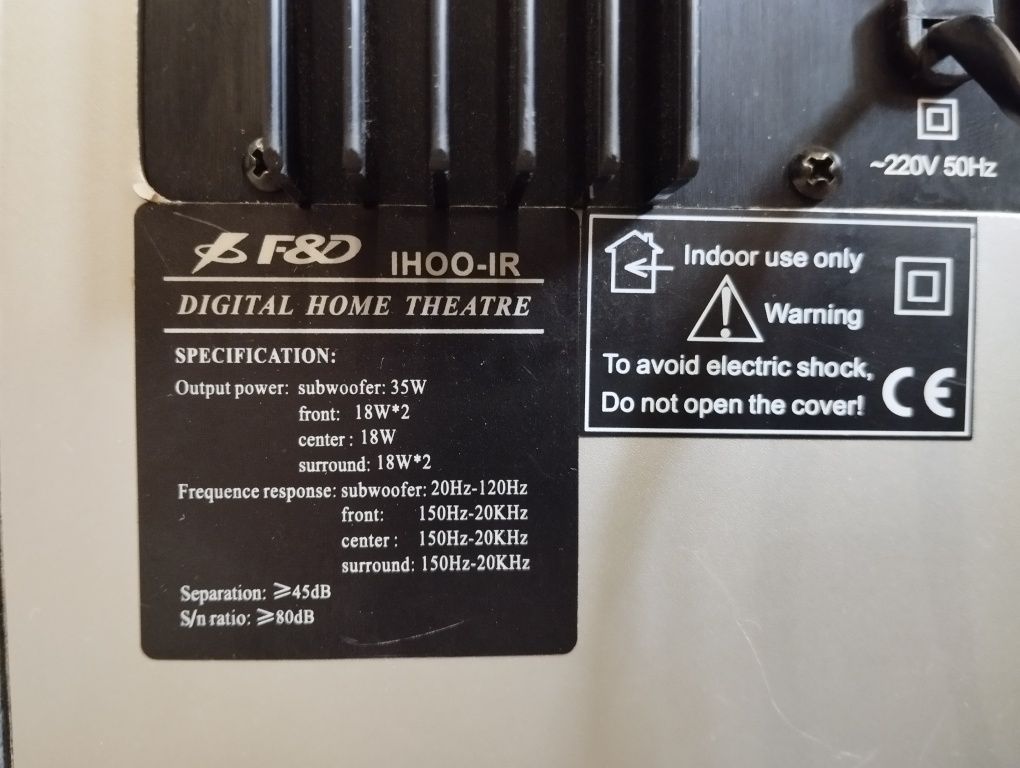 ~220V 50Hz
F&D IHOO-IR
DIGITAL HOME THEATRE
SPECIFICATION:
Output power: subwoofer: 35W
front: 18W*2
center : 18W
surround: 18W*2
Frequence response: subwoofer: 20Hz-120Hz
front: 150Hz-20KHz
center : 150Hz-20KHz
surround: 150Hz-20KHz
Separation: ⩾45dB
S/n ratio: ⩾80dB
Indoor use only
Warning
To avoid electric shock,
Do not open the cover!
CE